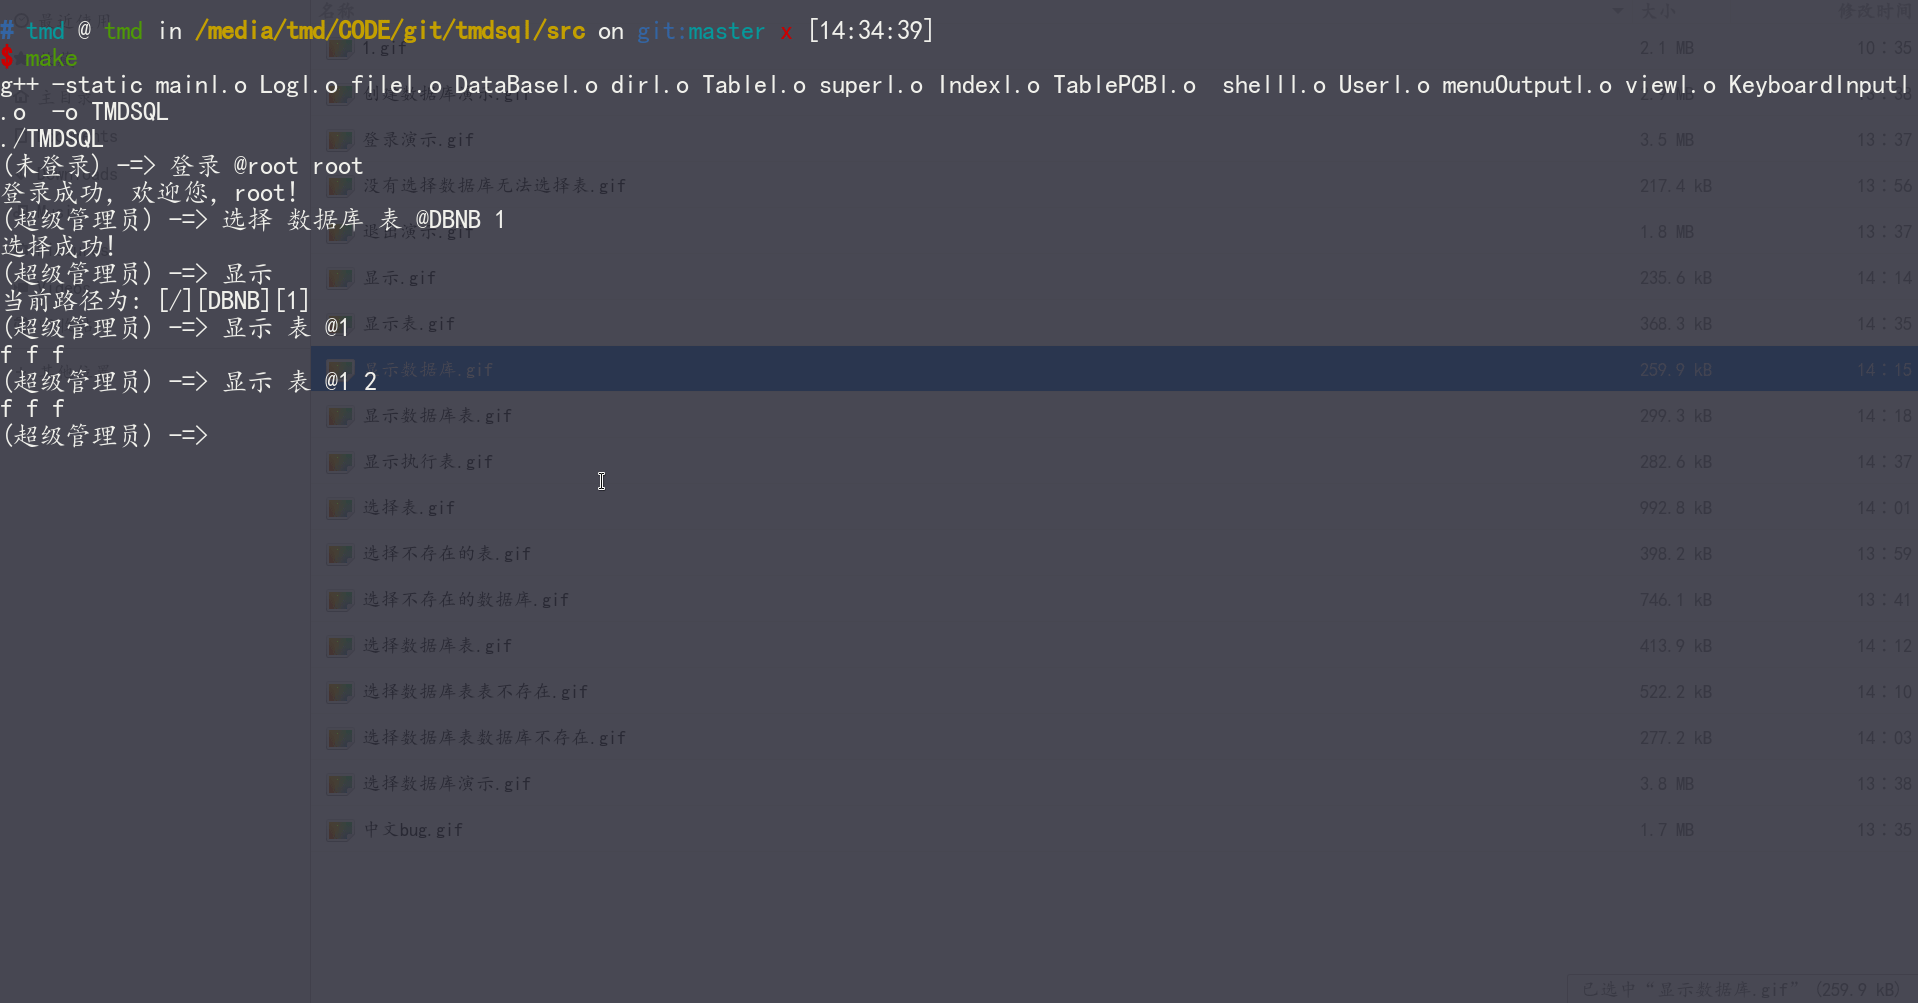 # tmd @ tmd in /media/tmd/CODE/git/tmdsql/src on git:master x [14:34:39]
$ make
g++ -static mainl.o Logl.o filel.o DataBasel.o dirl.o Tablel.o superl.o Indexl.o TablePCBl.o  shelll.o Userl.o menuOutputl.o viewl.o KeyboardInputl
.o  -o TMDSQL
./TMDSQL
(未登录) -=> 登录 @root root
登录成功, 欢迎您, root!
(超级管理员) -=> 选择 数据库 表 @DBNB 1
选择成功!
(超级管理员) -=> 显示
当前路径为: [/][DBNB][1]
(超级管理员) -=> 显示 表 @1
f f f
(超级管理员) -=> 显示 表 @1 2
f f f
(超级管理员) -=>
名称 大小 修改时间
1.gif 2.1 MB 10:35
登录演示.gif 3.5 MB 13:37
没有选择数据库无法选择表.gif 217.4 kB 13:56
退出演示.gif 1.8 MB 13:37
显示.gif 235.6 kB 14:14
显示表.gif 368.3 kB 14:35
显示数据库.gif 259.9 kB 14:15
显示数据库表.gif 299.3 kB 14:18
显示执行表.gif 282.6 kB 14:37
选择表.gif 992.8 kB 14:01
选择不存在的表.gif 398.2 kB 13:59
选择不存在的数据库.gif 746.1 kB 13:41
选择数据库表.gif 413.9 kB 14:12
选择数据库表表不存在.gif 522.2 kB 14:10
选择数据库表数据库不存在.gif 277.2 kB 14:03
选择数据库演示.gif 3.8 MB 13:38
中文bug.gif 1.7 MB 13:35
已选中“显示数据库.gif” (259.9 kB)